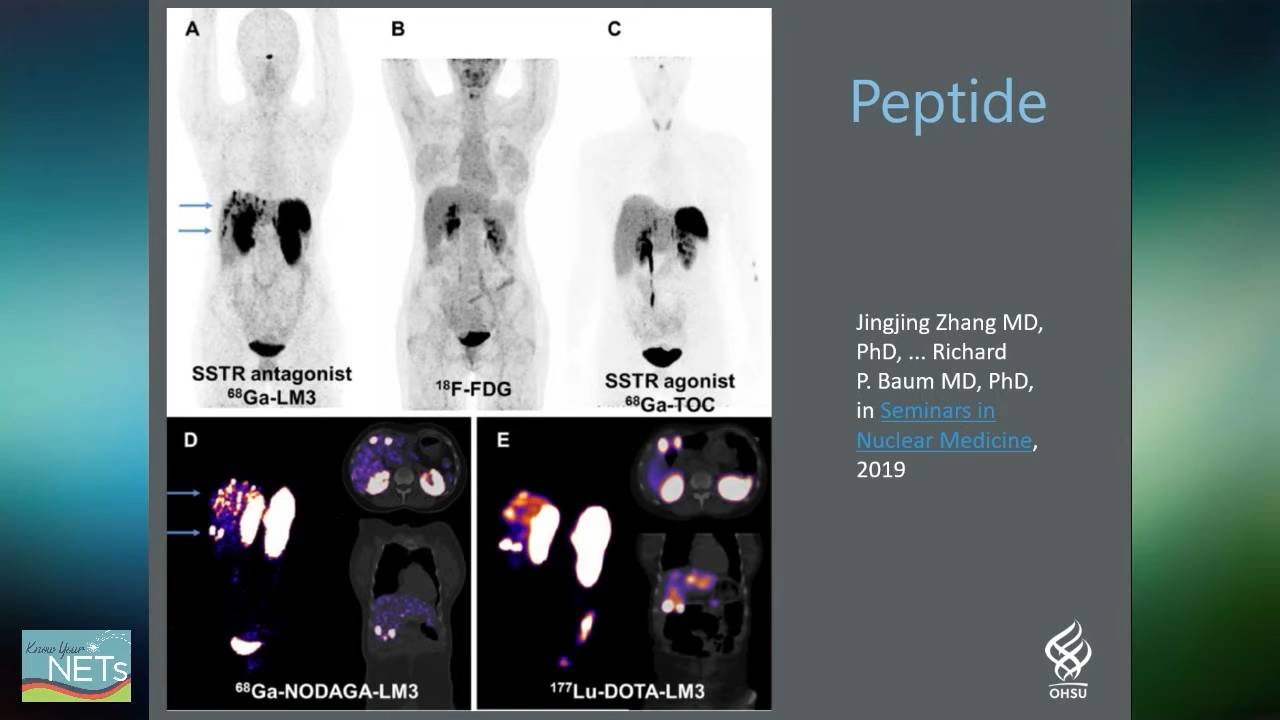 A
B
C
SSTR antagonist
⁶⁸Ga-LM3
¹⁸F-FDG
SSTR agonist
⁶⁸Ga-TOC
D
E
⁶⁸Ga-NODAGA-LM3
¹⁷⁷Lu-DOTA-LM3
Peptide
Jingjing Zhang MD,
PhD, ... Richard
P. Baum MD, PhD,
in Seminars in
Nuclear Medicine,
2019
Know Your
NETs
OHSU